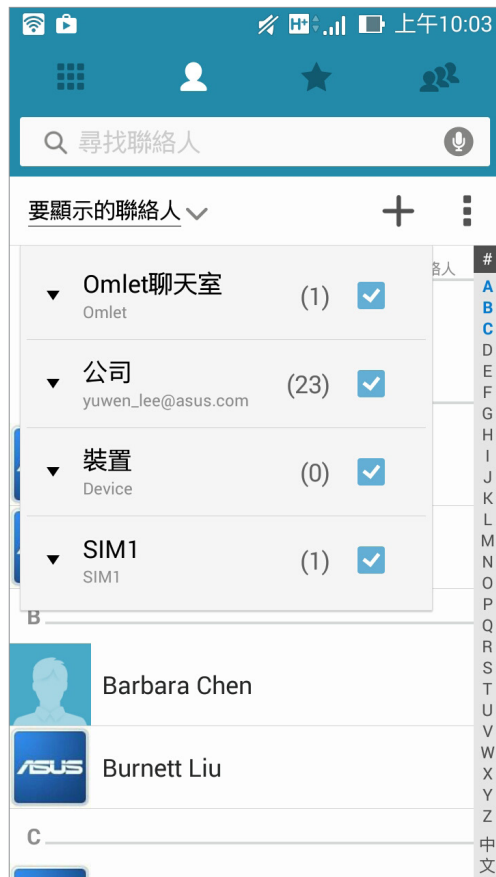 H+ 上午10:03
尋找聯絡人
要顯示的聯絡人
絡人
Omlet聊天室 (1)
Omlet
公司 (23)
yuwen_lee@asus.com
裝置 (0)
Device
SIM1 (1)
SIM1
B
Barbara Chen
ASUS
Burnett Liu
C
#
A
B
C
D
E
F
G
H
I
J
K
L
M
N
O
P
Q
R
S
T
U
V
W
X
Y
Z
中
文